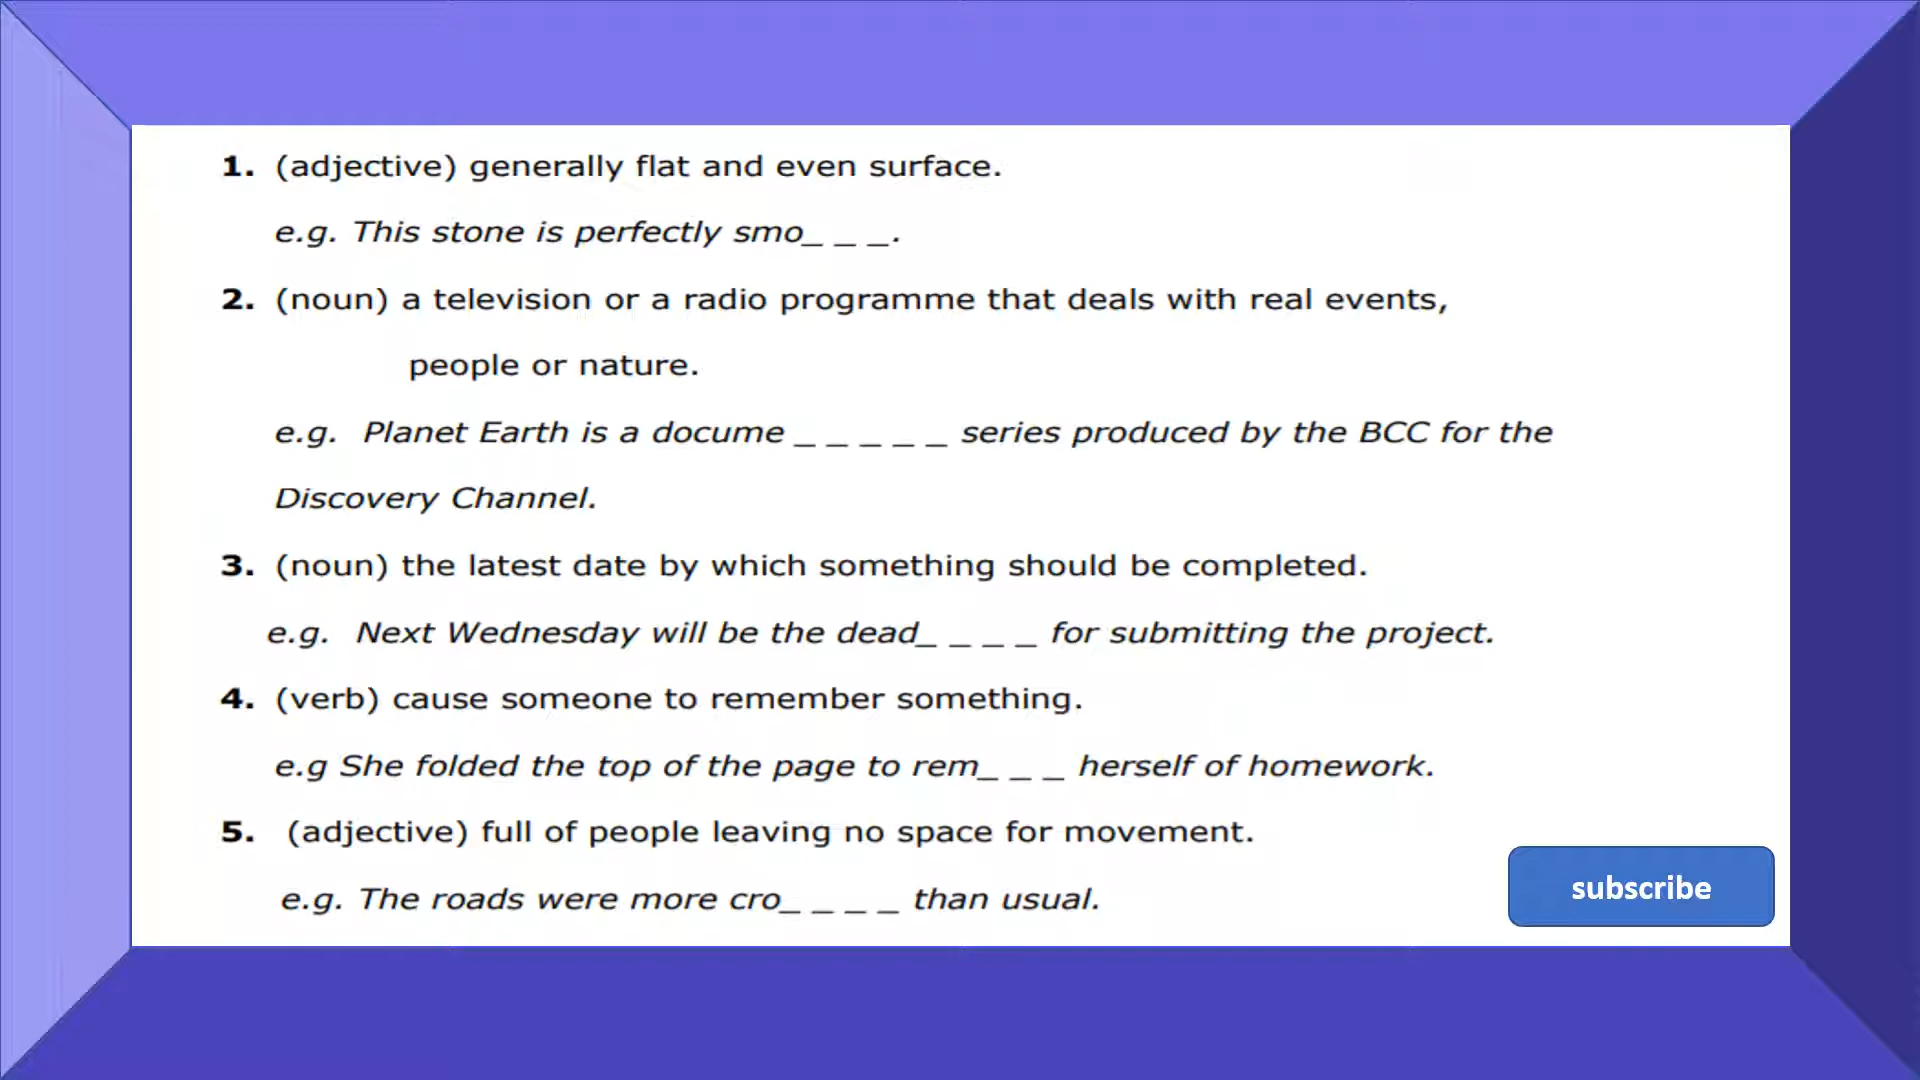 1. (adjective) generally flat and even surface.
e.g. This stone is perfectly smo_ _ _.
2. (noun) a television or a radio programme that deals with real events,
people or nature.
e.g. Planet Earth is a docume _ _ _ _ _ series produced by the BCC for the
Discovery Channel.
3. (noun) the latest date by which something should be completed.
e.g. Next Wednesday will be the dead_ _ _ _ for submitting the project.
4. (verb) cause someone to remember something.
e.g She folded the top of the page to rem_ _ _ herself of homework.
5. (adjective) full of people leaving no space for movement.
e.g. The roads were more cro_ _ _ _ than usual.
subscribe